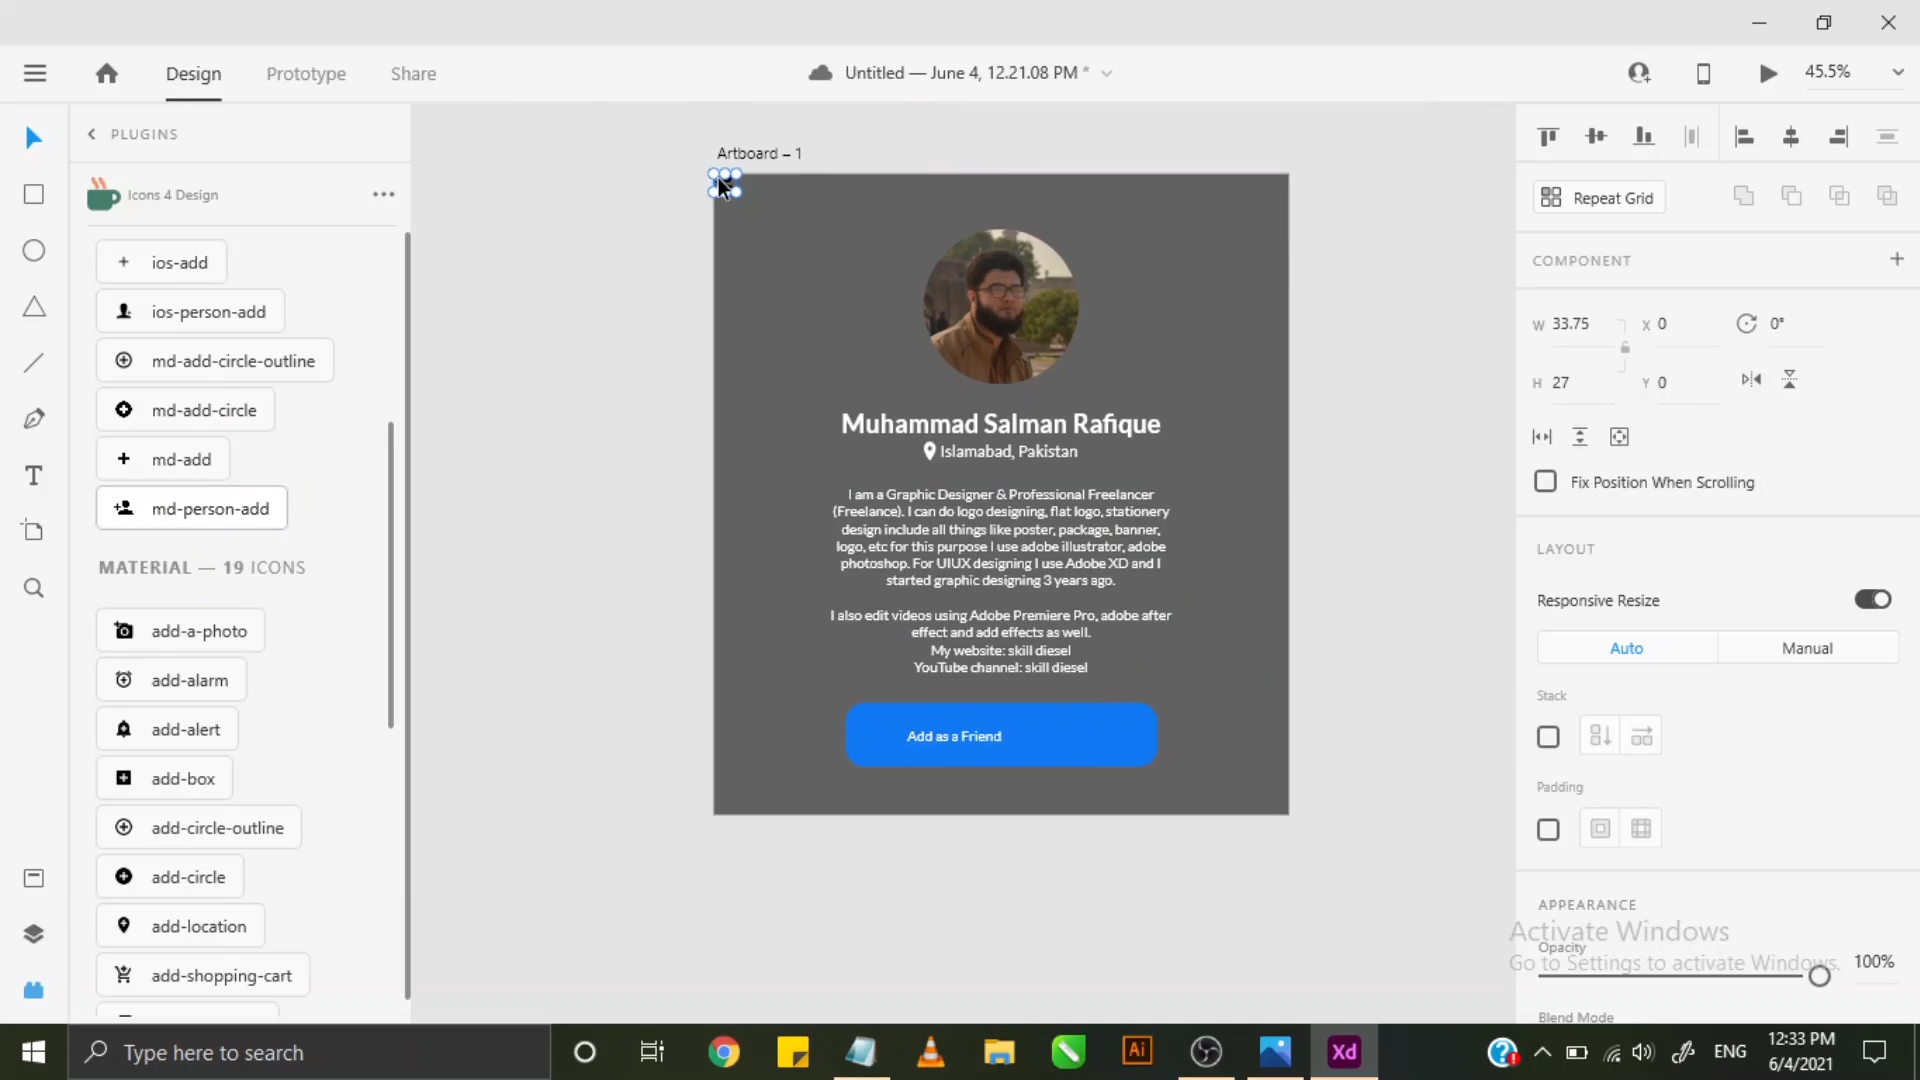 Design
Prototype
Share
Untitled — June 4, 12.21.08 PM *
45.5%
PLUGINS
Icons 4 Design
ios-add
ios-person-add
md-add-circle-outline
md-add-circle
md-add
md-person-add
MATERIAL — 19 ICONS
add-a-photo
add-alarm
add-alert
add-box
add-circle-outline
add-circle
add-location
add-shopping-cart
Artboard – 1
Muhammad Salman Rafique
Islamabad, Pakistan
I am a Graphic Designer & Professional Freelancer
(Freelance). I can do logo designing, flat logo, stationery
design include all things like poster, package, banner,
logo, etc for this purpose I use adobe illustrator, adobe
photoshop. For UIUX designing I use Adobe XD and I
started graphic designing 3 years ago.
I also edit videos using Adobe Premiere Pro, adobe after
effect and add effects as well.
My website: skill diesel
YouTube channel: skill diesel
Add as a Friend
Repeat Grid
COMPONENT
W 33.75 X 0 0°
H 27 Y 0
Fix Position When Scrolling
LAYOUT
Responsive Resize
Auto
Manual
Stack
Padding
APPEARANCE
Activate Windows
Opacity
Go to Settings to activate Windows.
100%
Blend Mode
Type here to search
Ai
Xd
ENG
12:33 PM
6/4/2021